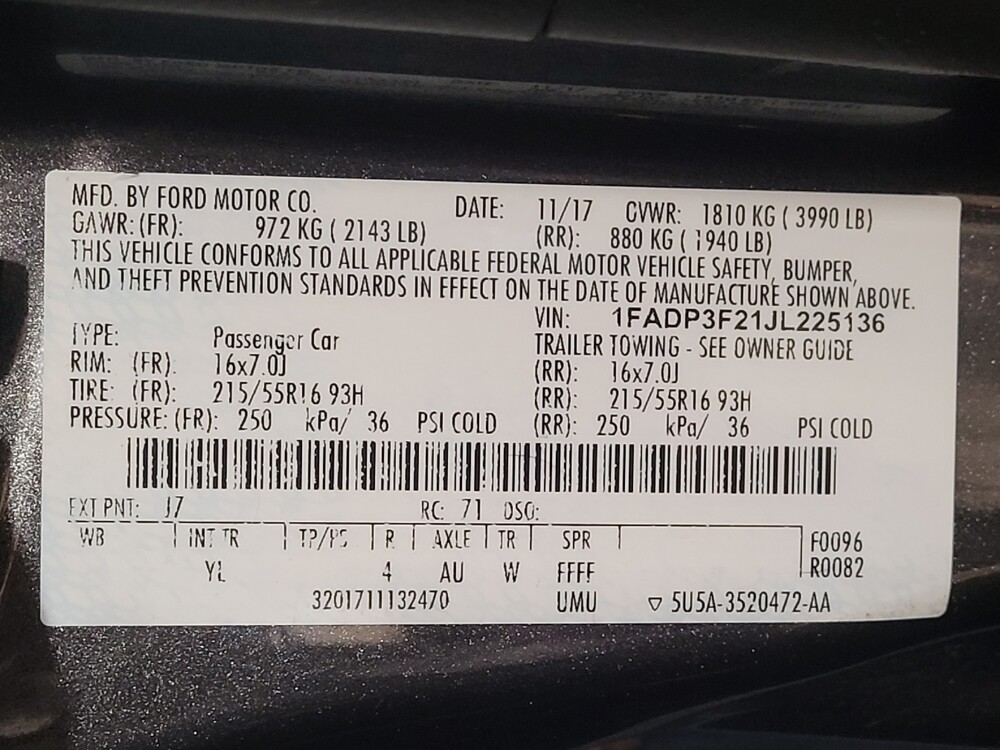 MFD. BY FORD MOTOR CO. DATE: 11/17 GVWR: 1810 KG ( 3990 LB)
GAWR: (FR): 972 KG ( 2143 LB) (RR): 880 KG ( 1940 LB)
THIS VEHICLE CONFORMS TO ALL APPLICABLE FEDERAL MOTOR VEHICLE SAFETY, BUMPER,
AND THEFT PREVENTION STANDARDS IN EFFECT ON THE DATE OF MANUFACTURE SHOWN ABOVE.
VIN: 1FADP3F21JL225136
TYPE: Passenger Car TRAILER TOWING - SEE OWNER GUIDE
RIM: (FR): 16x7.0J (RR): 16x7.0J
TIRE: (FR): 215/55R16 93H (RR): 215/55R16 93H
PRESSURE: (FR): 250 kPa/ 36 PSI COLD (RR): 250 kPa/ 36 PSI COLD
EXT PNT: J7 RC: 71 DSO:
WB INT TR TP/PS R AXLE TR SPR F0096
YL 4 AU W FFFF R0082
3201711132470 UMU ▽ 5U5A-3520472-AA